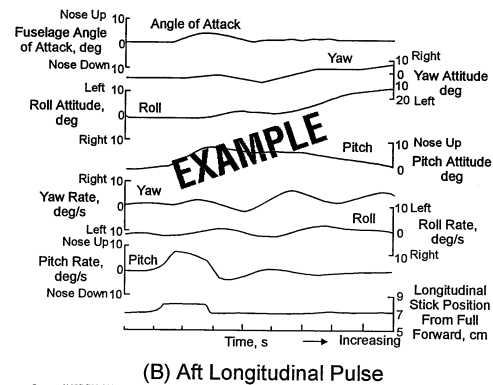 Nose Up 10
Fuselage Angle of Attack, deg
0
Nose Down 10
Angle of Attack
Yaw
10 Right
0
10
20 Left
Yaw Attitude deg
Left 10
Roll Attitude, deg
0
Right 10
Roll
EXAMPLE
Pitch
10 Nose Up
Pitch Attitude
0 deg
Right 10
Yaw
Yaw Rate, deg/s
0
Left 10
Roll
10 Left
0 Roll Rate, deg/s
10 Right
Nose Up 10
Pitch Rate, deg/s
0
Nose Down 10
Pitch
9
7
5
Longitudinal
Stick Position
From Full
Forward, cm
Time, s
Increasing
(B) Aft Longitudinal Pulse